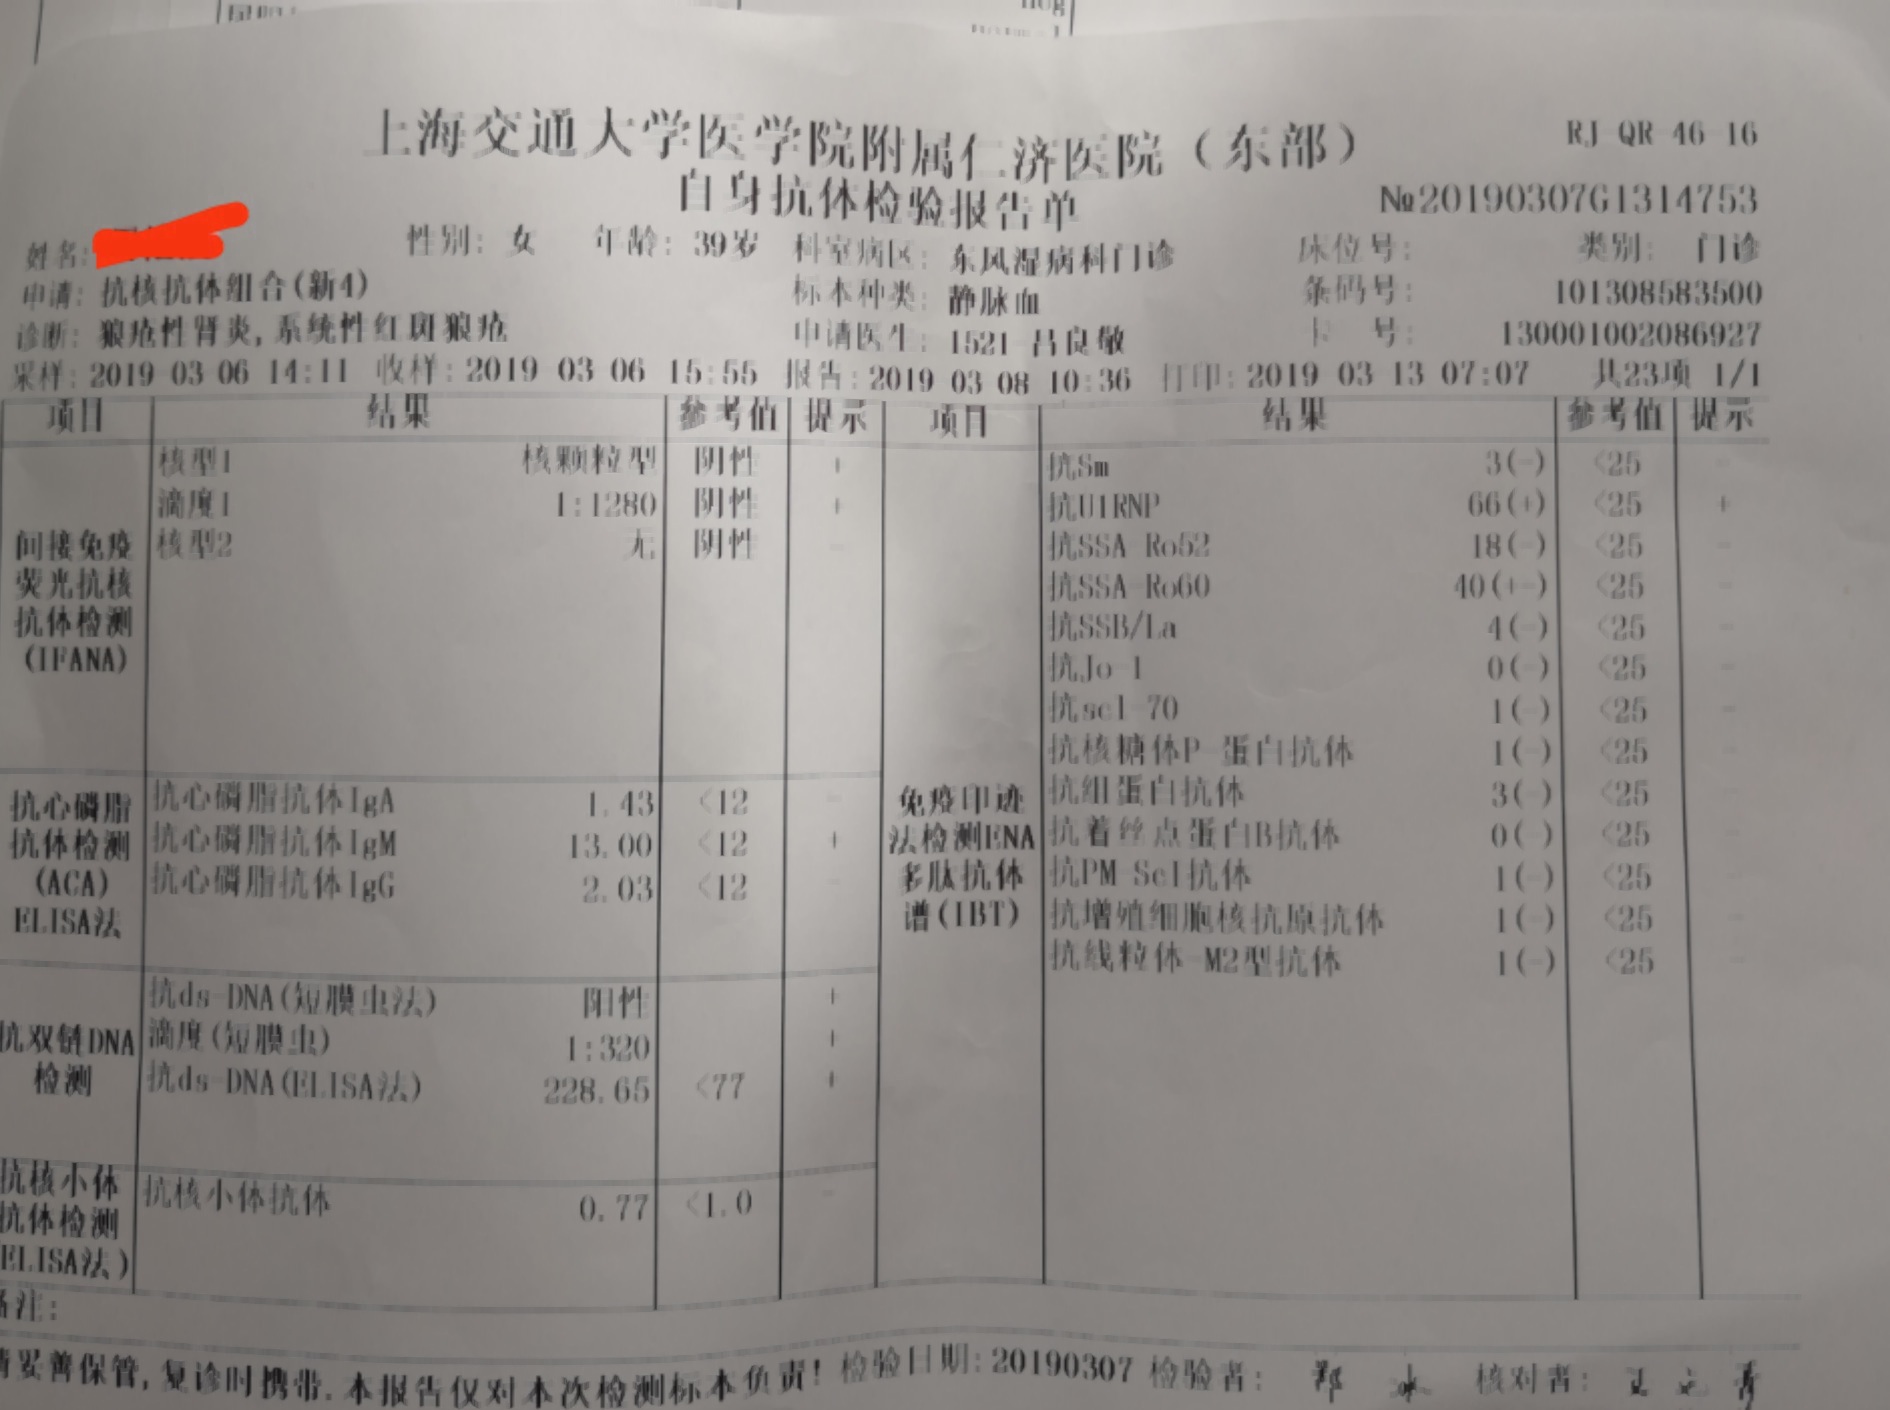 上海交通大学医学院附属仁济医院（东部）
RJ-QR-46-16
自身抗体检验报告单
№20190307G1314753
姓名: 性别: 女 年龄: 39岁 科室病区: 东风湿病科门诊 床位号: 类别: 门诊
申请: 抗核抗体组合(新4) 标本种类: 静脉血 条码号: 101308583500
诊断: 狼疮性肾炎,系统性红斑狼疮 申请医生: 1521 吕良敬 卡 号: 130001002086927
采样: 2019-03-06 14:11 收样: 2019-03-06 15:55 报告: 2019-03-08 10:36 打印: 2019-03-13 07:07 共23项 1/1
项目 结果 参考值 提示
间接免疫荧光抗核抗体检测(IFANA)
核型1 核颗粒型 阴性 +
滴度1 1:1280 阴性 +
核型2 无 阴性 -
抗心磷脂抗体检测(ACA)ELISA法
抗心磷脂抗体IgA 1.43 <12 -
抗心磷脂抗体IgM 13.00 <12 +
抗心磷脂抗体IgG 2.03 <12 -
抗双链DNA检测
抗ds-DNA(短膜虫法) 阳性 +
滴度(短膜虫) 1:320 +
抗ds-DNA(ELISA法) 228.65 <77 +
抗核小体抗体检测ELISA法)
抗核小体抗体 0.77 <1.0 -
项目 结果 参考值 提示
免疫印迹法检测ENA多肽抗体谱(IBT)
抗Sm 3(-) <25 -
抗U1RNP 66(+) <25 +
抗SSA-Ro52 18(-) <25 -
抗SSA-Ro60 40(+-) <25 -
抗SSB/La 4(-) <25 -
抗Jo-1 0(-) <25 -
抗scl-70 1(-) <25 -
抗核糖体P-蛋白抗体 1(-) <25 -
抗组蛋白抗体 3(-) <25 -
抗着丝点蛋白B抗体 0(-) <25 -
抗PM-Scl抗体 1(-) <25 -
抗增殖细胞核抗原抗体 1(-) <25 -
抗线粒体-M2型抗体 1(-) <25 -
备注:
请妥善保管,复诊时携带.本报告仅对本次检测标本负责! 检验日期:20190307 检验者: 核对者: